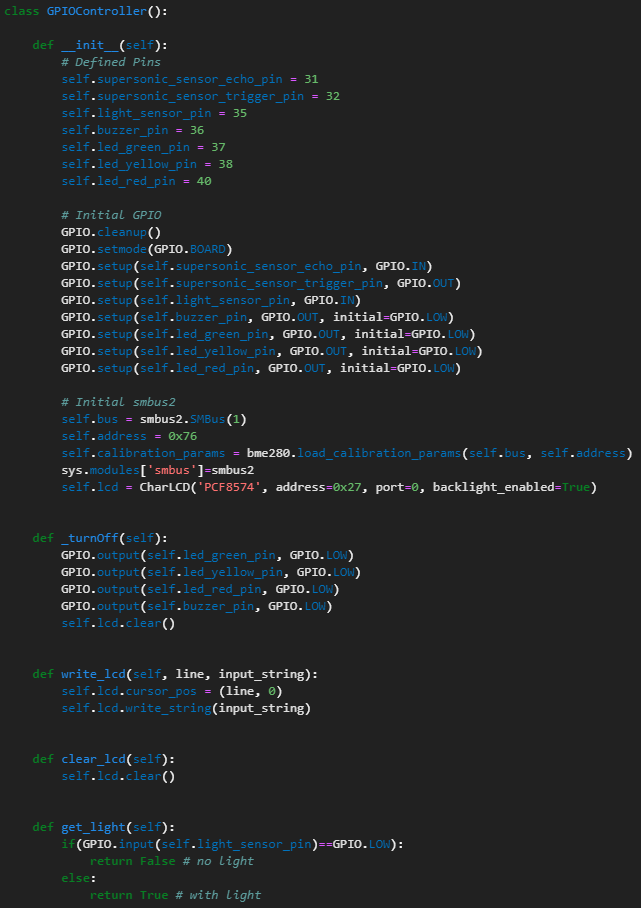 class GPIOController():

    def __init__(self):
        # Defined Pins
        self.supersonic_sensor_echo_pin = 31
        self.supersonic_sensor_trigger_pin = 32
        self.light_sensor_pin = 35
        self.buzzer_pin = 36
        self.led_green_pin = 37
        self.led_yellow_pin = 38
        self.led_red_pin = 40

        # Initial GPIO
        GPIO.cleanup()
        GPIO.setmode(GPIO.BOARD)
        GPIO.setup(self.supersonic_sensor_echo_pin, GPIO.IN)
        GPIO.setup(self.supersonic_sensor_trigger_pin, GPIO.OUT)
        GPIO.setup(self.light_sensor_pin, GPIO.IN)
        GPIO.setup(self.buzzer_pin, GPIO.OUT, initial=GPIO.LOW)
        GPIO.setup(self.led_green_pin, GPIO.OUT, initial=GPIO.LOW)
        GPIO.setup(self.led_yellow_pin, GPIO.OUT, initial=GPIO.LOW)
        GPIO.setup(self.led_red_pin, GPIO.OUT, initial=GPIO.LOW)

        # Initial smbus2
        self.bus = smbus2.SMBus(1)
        self.address = 0x76
        self.calibration_params = bme280.load_calibration_params(self.bus, self.address)
        sys.modules['smbus']=smbus2
        self.lcd = CharLCD('PCF8574', address=0x27, port=0, backlight_enabled=True)


    def _turnOff(self):
        GPIO.output(self.led_green_pin, GPIO.LOW)
        GPIO.output(self.led_yellow_pin, GPIO.LOW)
        GPIO.output(self.led_red_pin, GPIO.LOW)
        GPIO.output(self.buzzer_pin, GPIO.LOW)
        self.lcd.clear()


    def write_lcd(self, line, input_string):
        self.lcd.cursor_pos = (line, 0)
        self.lcd.write_string(input_string)


    def clear_lcd(self):
        self.lcd.clear()


    def get_light(self):
        if(GPIO.input(self.light_sensor_pin)==GPIO.LOW):
            return False # no light
        else:
            return True # with light